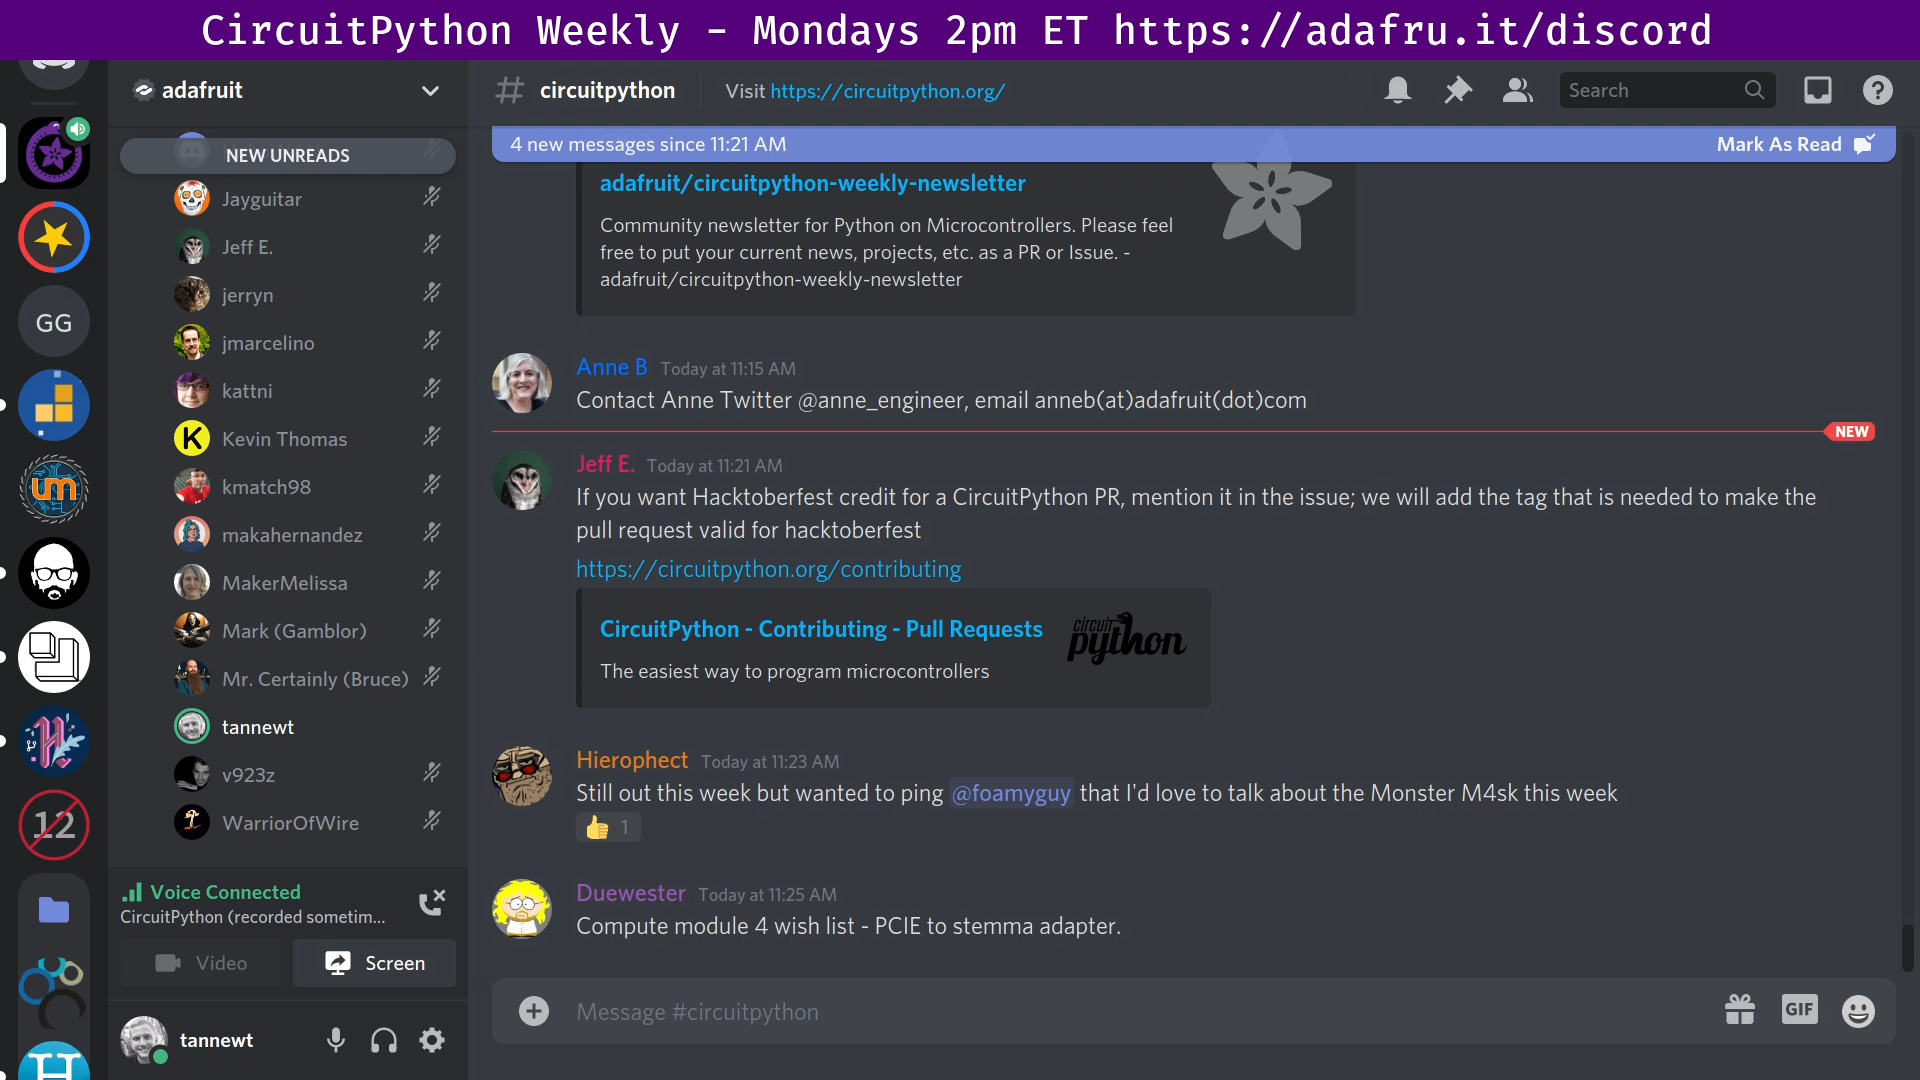 CircuitPython Weekly - Mondays 2pm ET https://adafru.it/discord
adafruit
circuitpython
Visit https://circuitpython.org/
Search
NEW UNREADS
Jayguitar
Jeff E.
jerryn
jmarcelino
kattni
Kevin Thomas
kmatch98
makahernandez
MakerMelissa
Mark (Gamblor)
Mr. Certainly (Bruce)
tannewt
v923z
WarriorOfWire
Voice Connected
CircuitPython (recorded sometim...
Video
Screen
tannewt
GG
K
um
12
H
4 new messages since 11:21 AM
Mark As Read
adafruit/circuitpython-weekly-newsletter
Community newsletter for Python on Microcontrollers. Please feel
free to put your current news, projects, etc. as a PR or Issue. -
adafruit/circuitpython-weekly-newsletter
Anne B Today at 11:15 AM
Contact Anne Twitter @anne_engineer, email anneb(at)adafruit(dot)com
NEW
Jeff E. Today at 11:21 AM
If you want Hacktoberfest credit for a CircuitPython PR, mention it in the issue; we will add the tag that is needed to make the
pull request valid for hacktoberfest
https://circuitpython.org/contributing
CircuitPython - Contributing - Pull Requests
The easiest way to program microcontrollers
circuit
python
Hierophect Today at 11:23 AM
Still out this week but wanted to ping @foamyguy that I'd love to talk about the Monster M4sk this week
1
Duewester Today at 11:25 AM
Compute module 4 wish list - PCIE to stemma adapter.
Message #circuitpython
GIF